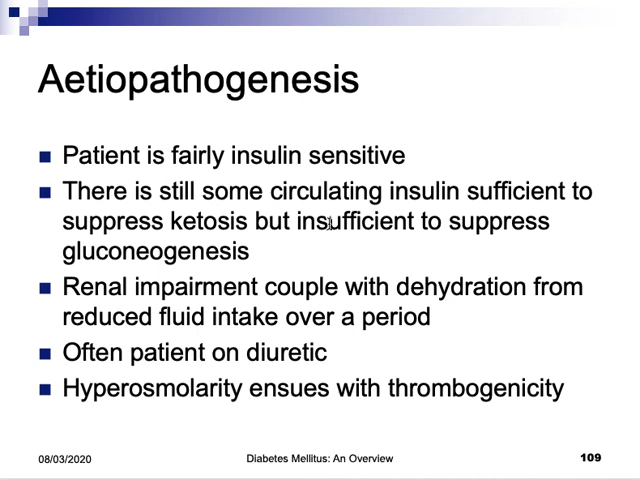 Aetiopathogenesis
Patient is fairly insulin sensitive
There is still some circulating insulin sufficient to
suppress ketosis but insufficient to suppress
gluconeogenesis
Renal impairment couple with dehydration from
reduced fluid intake over a period
Often patient on diuretic
Hyperosmolarity ensues with thrombogenicity
08/03/2020
Diabetes Mellitus: An Overview
109